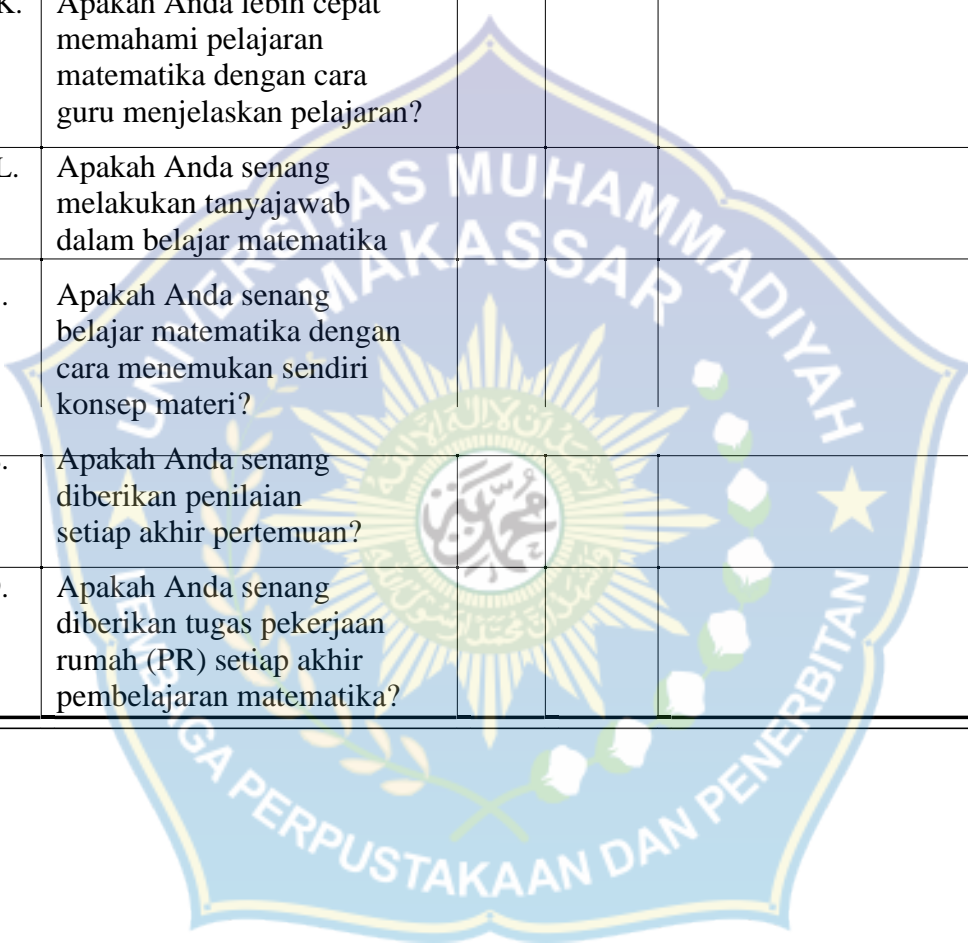 K. Apakah Anda lebih cepat
memahami pelajaran
matematika dengan cara
guru menjelaskan pelajaran?
L. Apakah Anda senang
melakukan tanyajawab
dalam belajar matematika
. Apakah Anda senang
belajar matematika dengan
cara menemukan sendiri
konsep materi?
. Apakah Anda senang
diberikan penilaian
setiap akhir pertemuan?
. Apakah Anda senang
diberikan tugas pekerjaan
rumah (PR) setiap akhir
pembelajaran matematika?
UNIVERSITAS MUHAMMADIYAH
MAKASSAR
LEMBAGA PERPUSTAKAAN DAN PENERBITAN